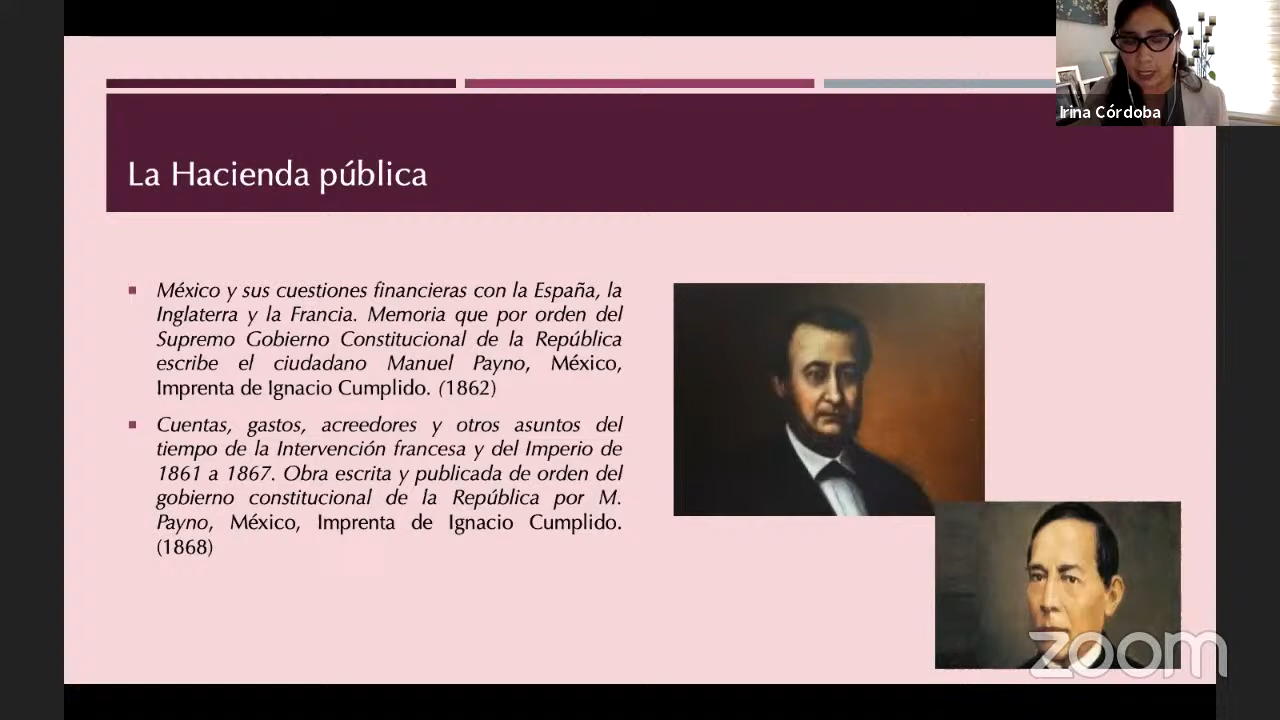 Irina Córdoba
La Hacienda pública
▪ México y sus cuestiones financieras con la España, la
Inglaterra y la Francia. Memoria que por orden del
Supremo Gobierno Constitucional de la República
escribe el ciudadano Manuel Payno, México,
Imprenta de Ignacio Cumplido. (1862)
▪ Cuentas, gastos, acreedores y otros asuntos del
tiempo de la Intervención francesa y del Imperio de
1861 a 1867. Obra escrita y publicada de orden del
gobierno constitucional de la República por M.
Payno, México, Imprenta de Ignacio Cumplido.
(1868)
zoom